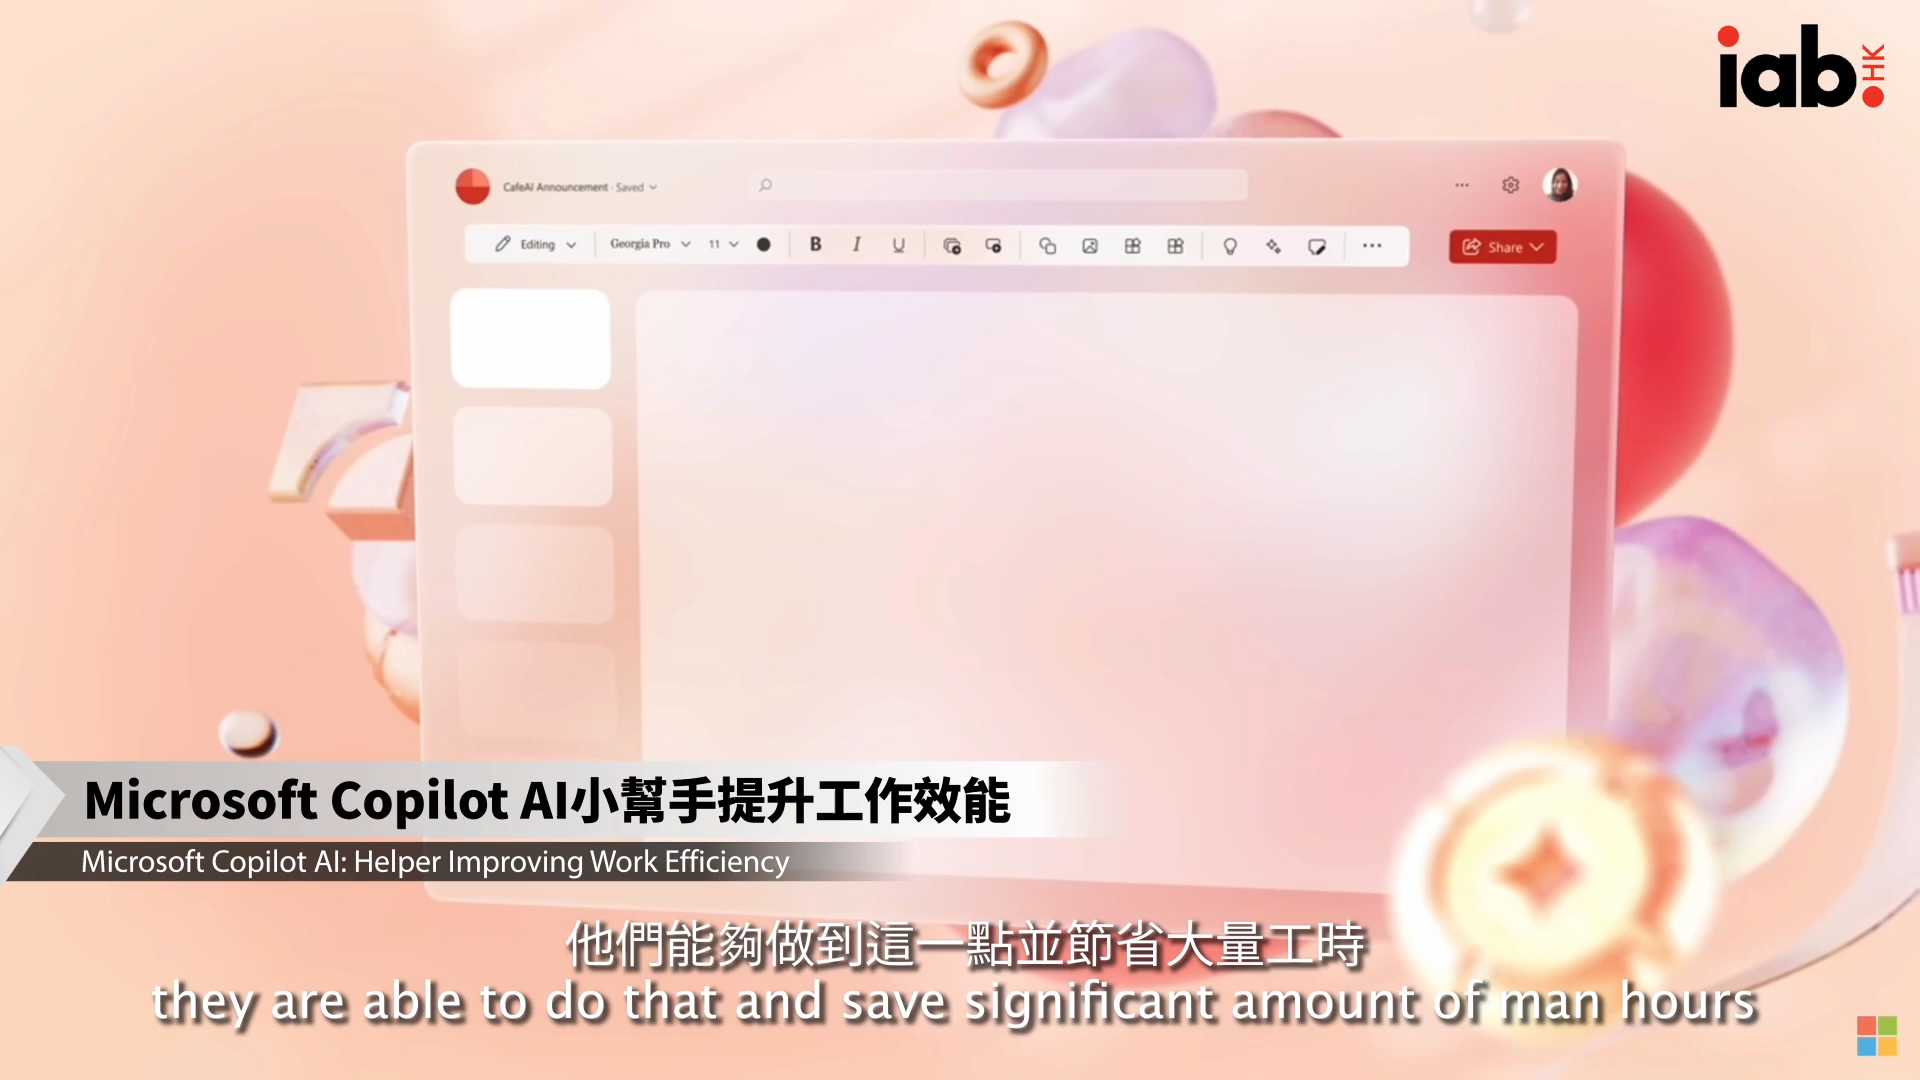 iab HK
CafeAI Announcement · Saved
Editing Georgia Pro 11 B I U Share
Microsoft Copilot AI小幫手提升工作效能
Microsoft Copilot AI: Helper Improving Work Efficiency
他們能夠做到這一點並節省大量工時
they are able to do that and save significant amount of man hours